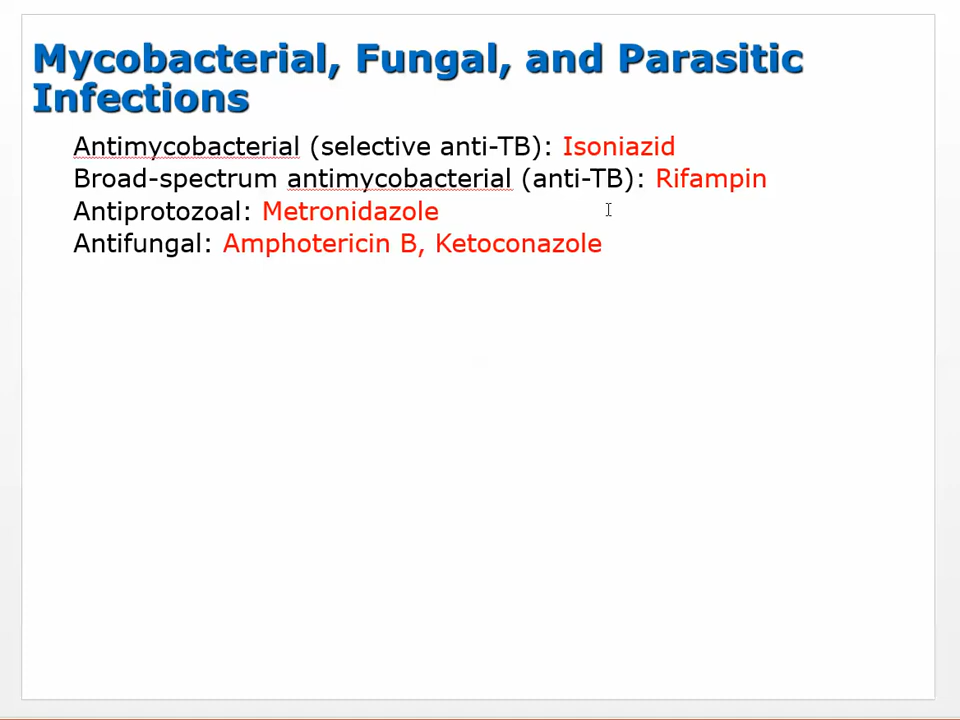 Mycobacterial, Fungal, and Parasitic
Infections
Antimycobacterial (selective anti-TB): Isoniazid
Broad-spectrum antimycobacterial (anti-TB): Rifampin
Antiprotozoal: Metronidazole
Antifungal: Amphotericin B, Ketoconazole